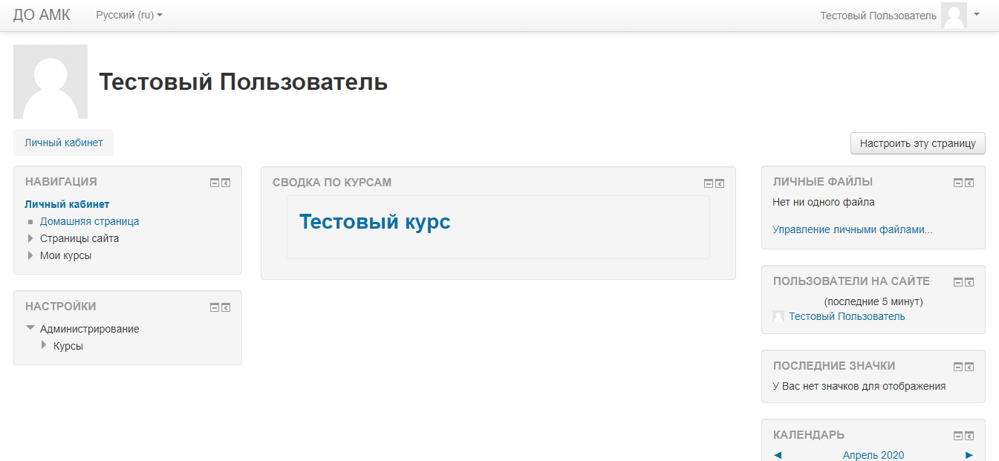 ДО АМК
Русский (ru)
Тестовый Пользователь
Тестовый Пользователь
Личный кабинет
Настроить эту страницу
НАВИГАЦИЯ
Личный кабинет
Домашняя страница
Страницы сайта
Мои курсы
НАСТРОЙКИ
Администрирование
Курсы
СВОДКА ПО КУРСАМ
Тестовый курс
ЛИЧНЫЕ ФАЙЛЫ
Нет ни одного файла
Управление личными файлами...
ПОЛЬЗОВАТЕЛИ НА САЙТЕ
(последние 5 минут)
Тестовый Пользователь
ПОСЛЕДНИЕ ЗНАЧКИ
У Вас нет значков для отображения
КАЛЕНДАРЬ
Апрель 2020